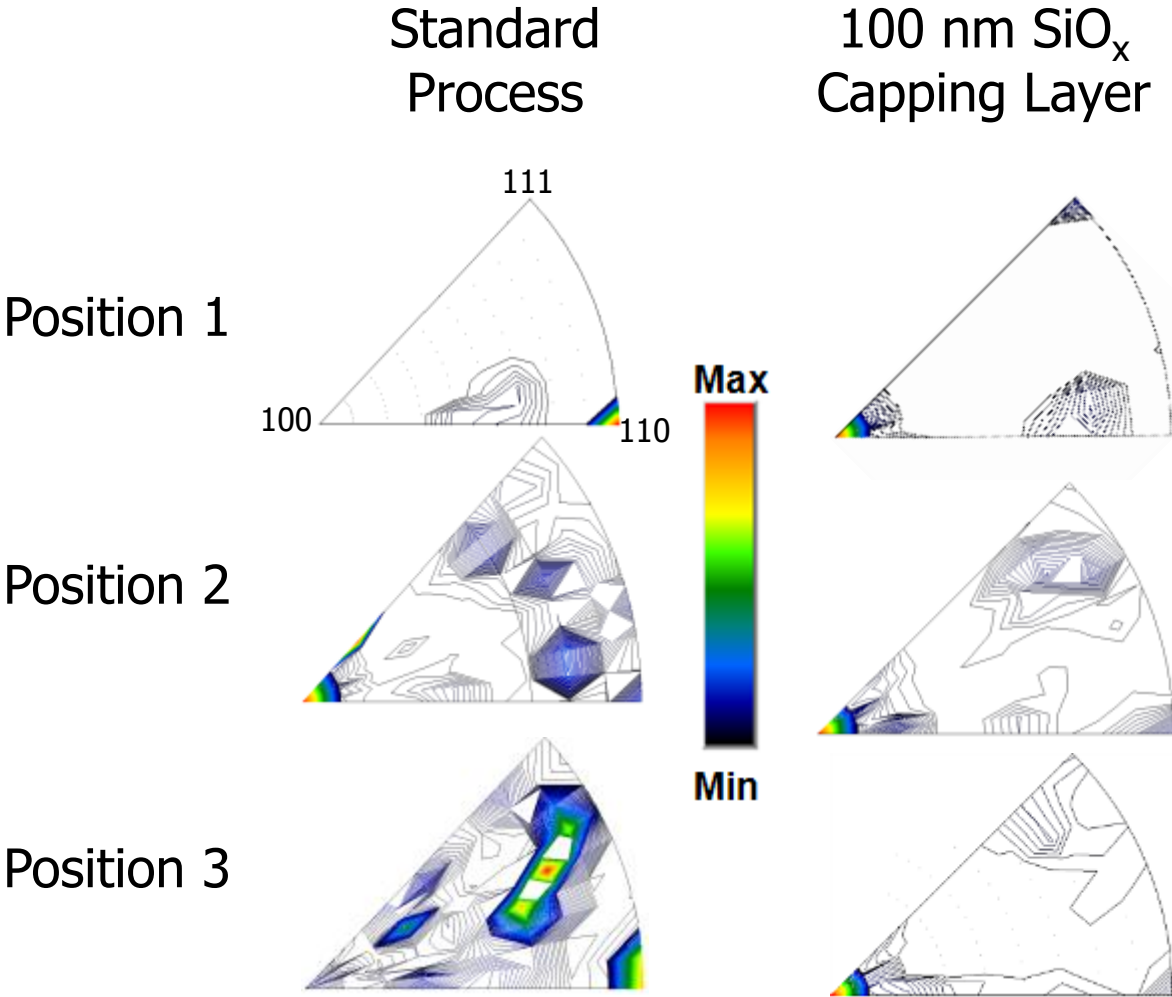 Standard
Process
100 nm SiOx
Capping Layer
111
Position 1
100
110
Max
Position 2
Min
Position 3